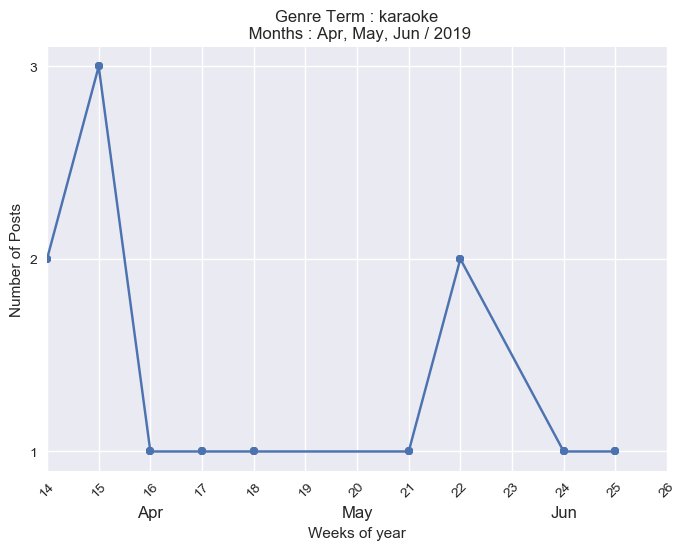 Genre Term : karaoke
Months : Apr, May, Jun / 2019
Number of Posts
3
2
1
14 15 16 17 18 19 20 21 22 23 24 25 26
Apr May Jun
Weeks of year